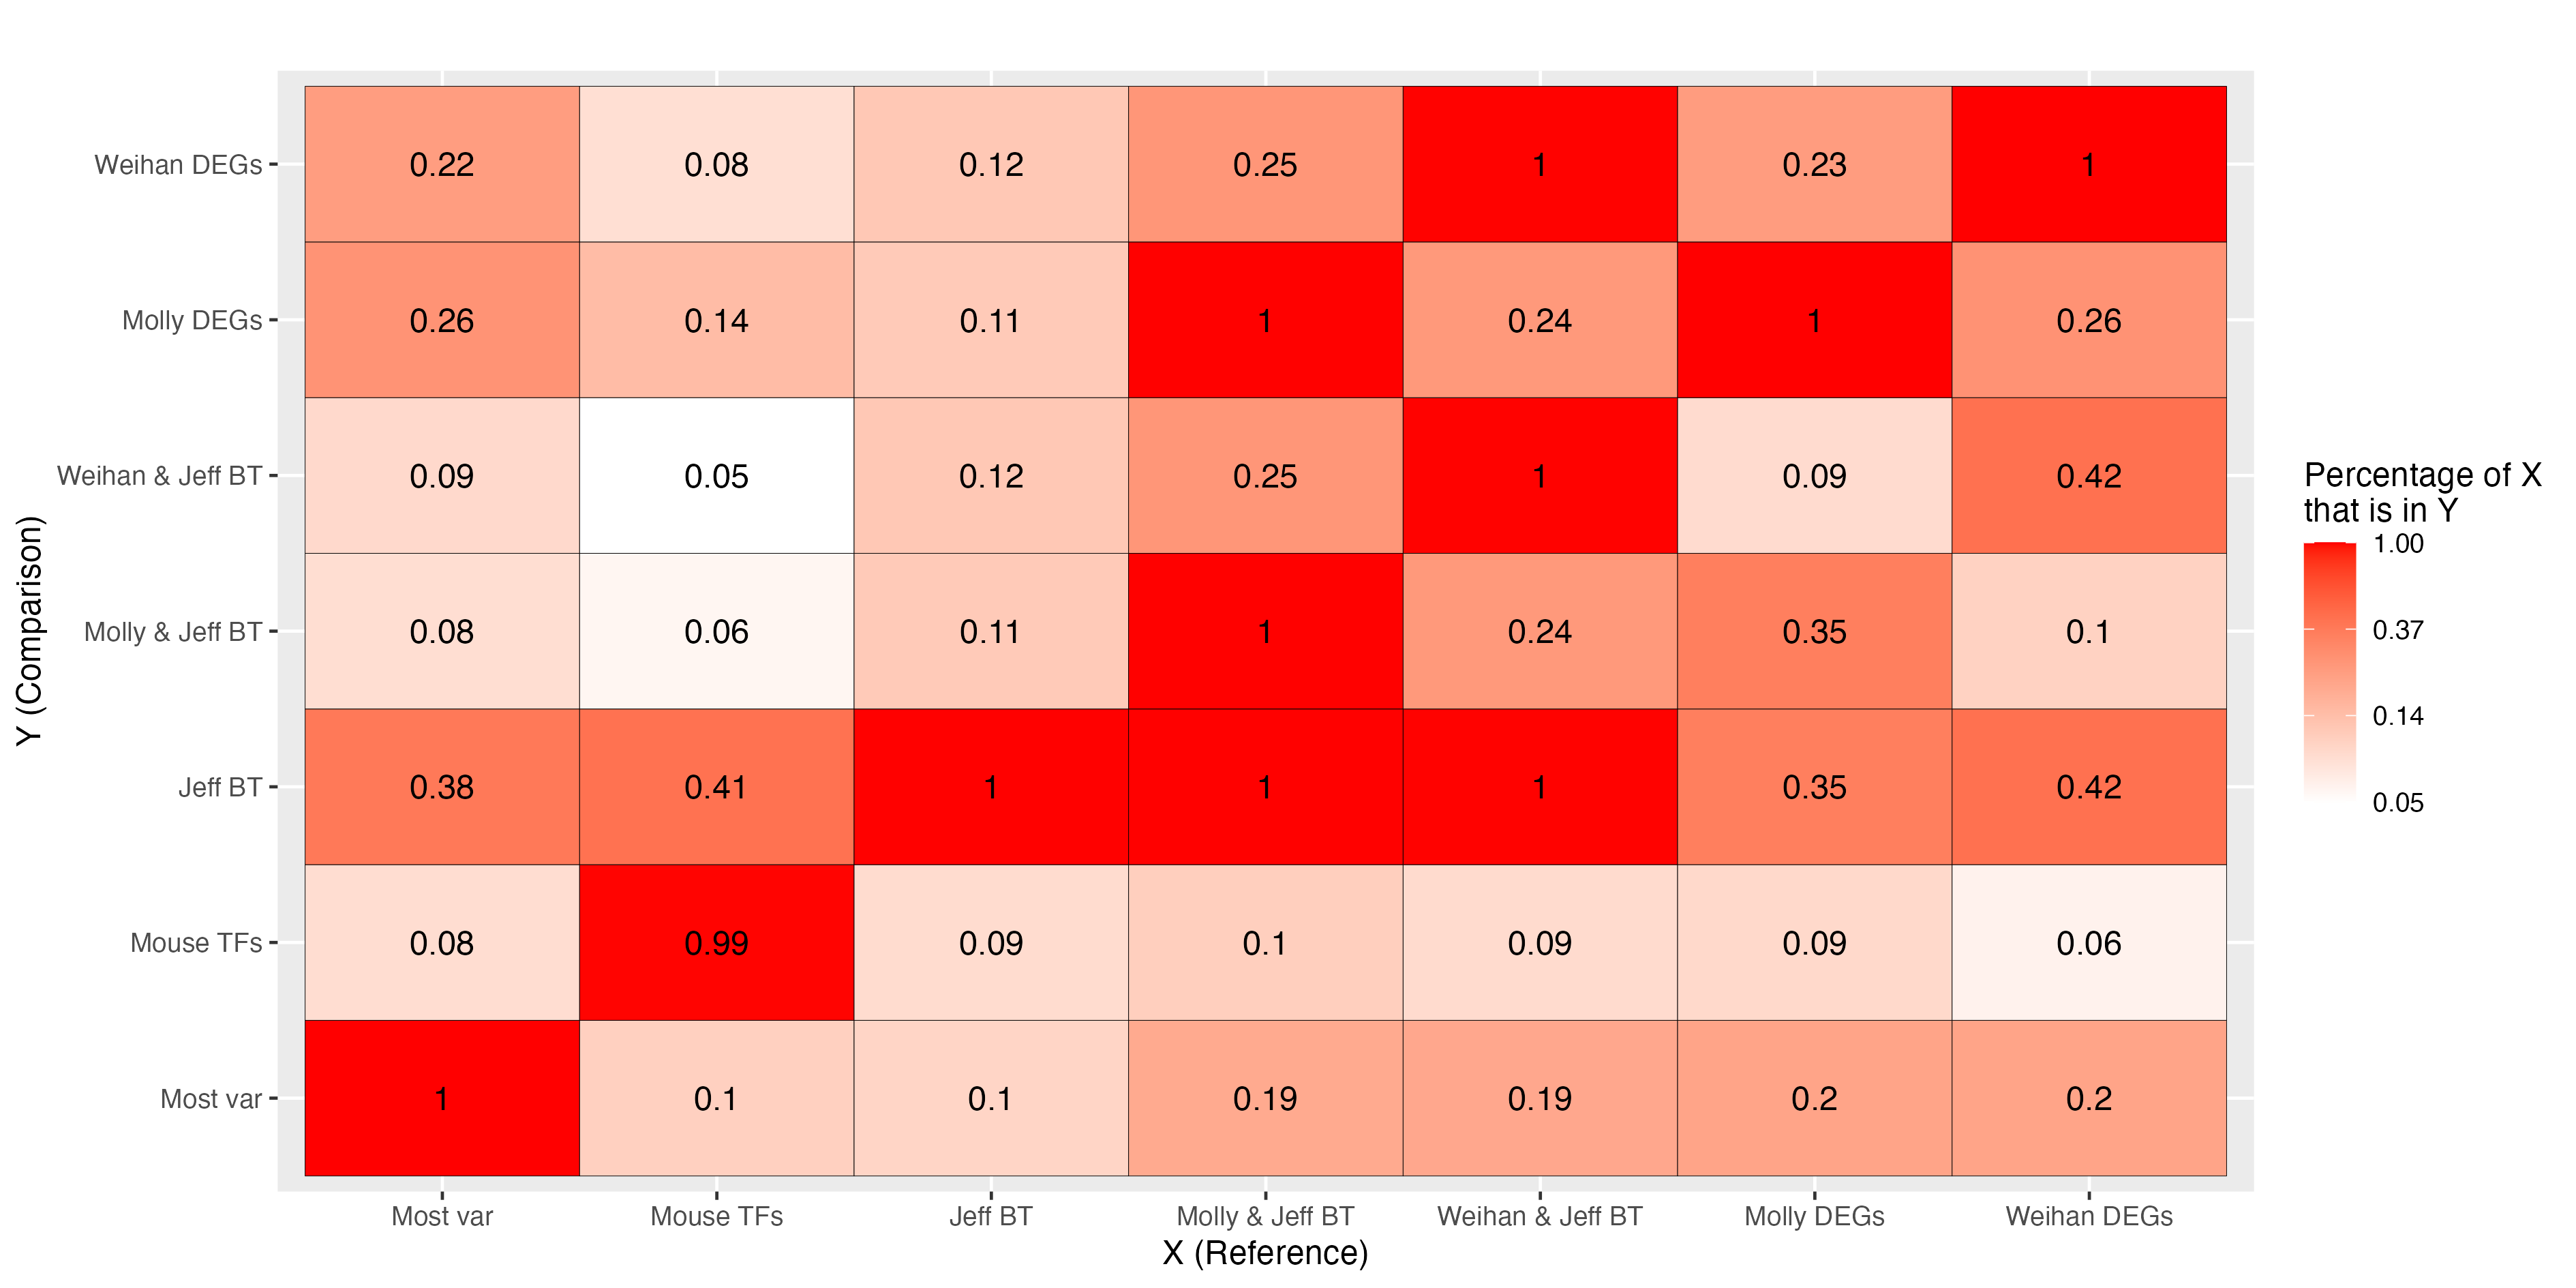 Weihan DEGs 0.22 0.08 0.12 0.25 1 0.23 1
Molly DEGs 0.26 0.14 0.11 1 0.24 1 0.26
Weihan & Jeff BT 0.09 0.05 0.12 0.25 1 0.09 0.42
Molly & Jeff BT 0.08 0.06 0.11 1 0.24 0.35 0.1
Jeff BT 0.38 0.41 1 1 1 0.35 0.42
Mouse TFs 0.08 0.99 0.09 0.1 0.09 0.09 0.06
Most var 1 0.1 0.1 0.19 0.19 0.2 0.2
Most var Mouse TFs Jeff BT Molly & Jeff BT Weihan & Jeff BT Molly DEGs Weihan DEGs
X (Reference)
Y (Comparison)
Percentage of X
that is in Y
1.00
0.37
0.14
0.05